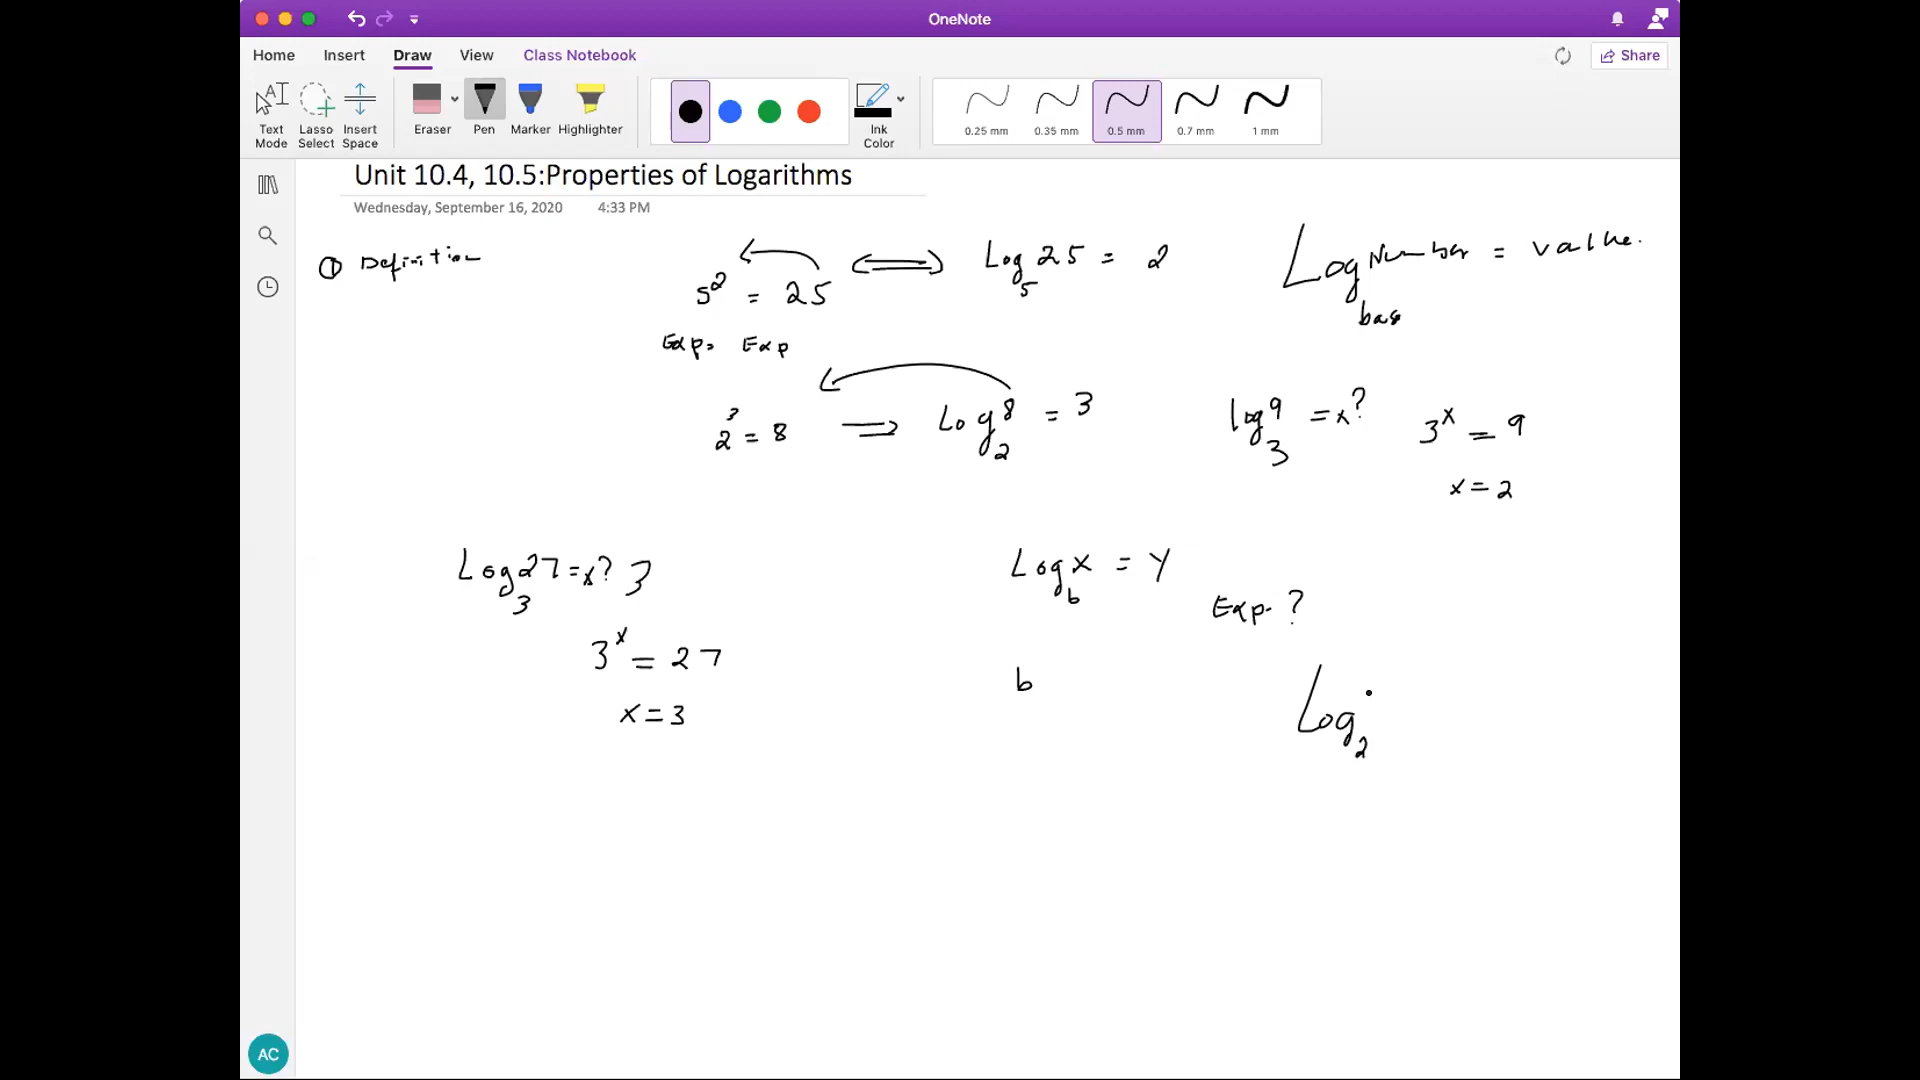 OneNote
Home Insert Draw View Class Notebook Share
Text Mode Lasso Select Insert Space Eraser Pen Marker Highlighter Ink Color 0.25 mm 0.35 mm 0.5 mm 0.7 mm 1 mm
Unit 10.4, 10.5:Properties of Logarithms
Wednesday, September 16, 2020 4:33 PM
① Definition
5² = 25 ⟺ Log₅ 25 = 2
Log_bas Number = value.
Exp = Exp
2³ = 8 ⟹ Log₂ 8 = 3
log₃ 9 = x? 3ˣ = 9
x = 2
Log₃ 27 = x? 3
3ˣ = 27
x = 3
Log_b x = y
Exp. ?
b
Log₂
AC